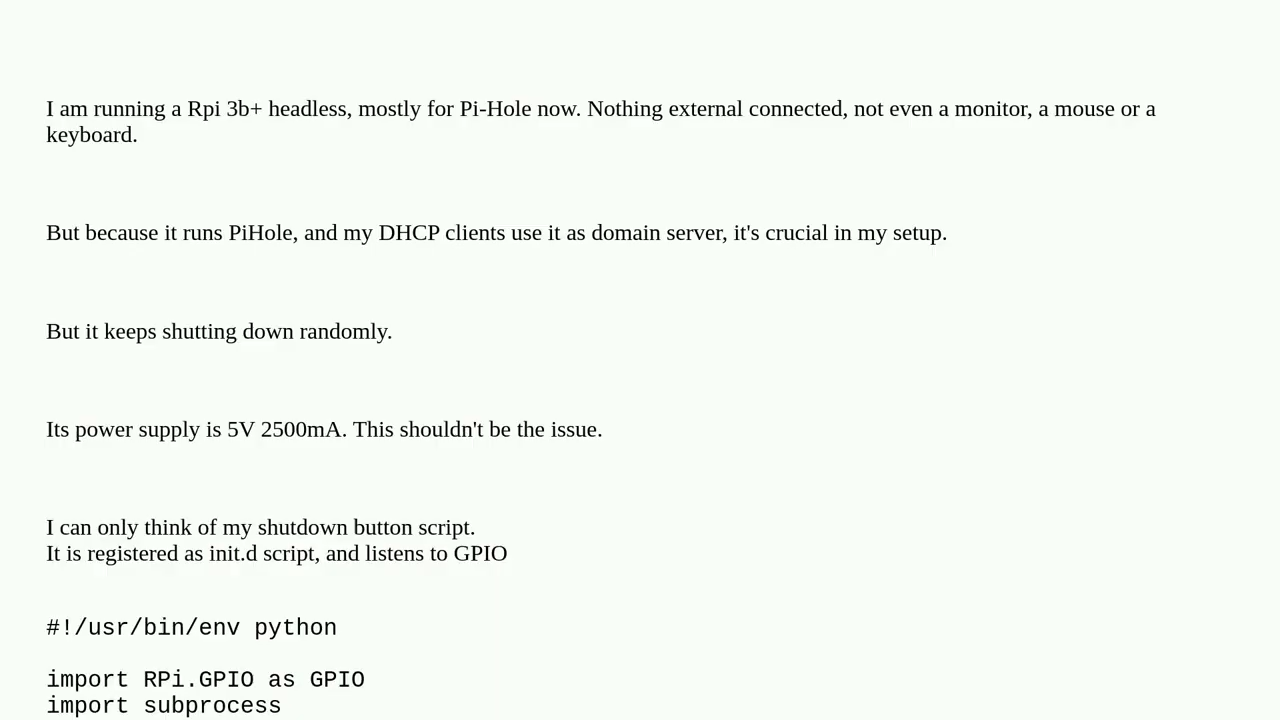 I am running a Rpi 3b+ headless, mostly for Pi-Hole now. Nothing external connected, not even a monitor, a mouse or a
keyboard.
But because it runs PiHole, and my DHCP clients use it as domain server, it's crucial in my setup.
But it keeps shutting down randomly.
Its power supply is 5V 2500mA. This shouldn't be the issue.
I can only think of my shutdown button script.
It is registered as init.d script, and listens to GPIO
#!/usr/bin/env python
import RPi.GPIO as GPIO
import subprocess